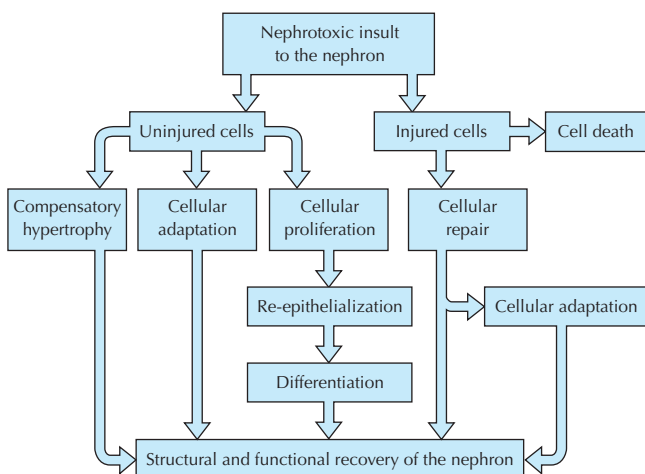 Nephrotoxic insult
to the nephron
Uninjured cells
Injured cells
Cell death
Compensatory
hypertrophy
Cellular
adaptation
Cellular
proliferation
Cellular
repair
Re-epithelialization
Cellular adaptation
Differentiation
Structural and functional recovery of the nephron